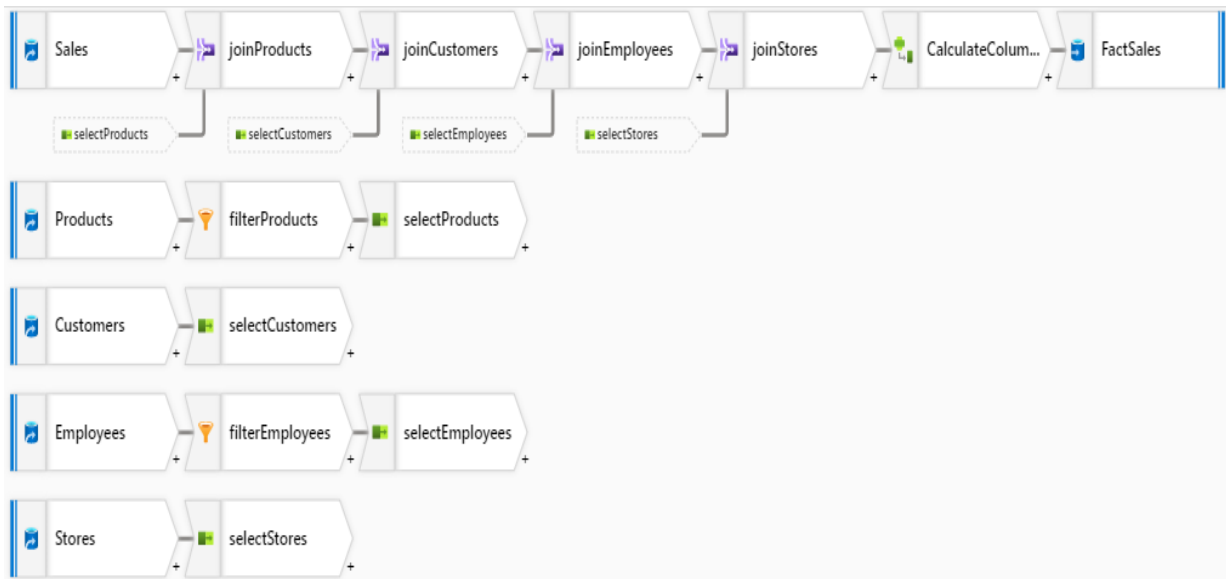 Sales
joinProducts
joinCustomers
joinEmployees
joinStores
CalculateColum...
FactSales
+ + + + + +
selectProducts
selectCustomers
selectEmployees
selectStores
Products
filterProducts
selectProducts
+ + +
Customers
selectCustomers
+ +
Employees
filterEmployees
selectEmployees
+ + +
Stores
selectStores
+ +